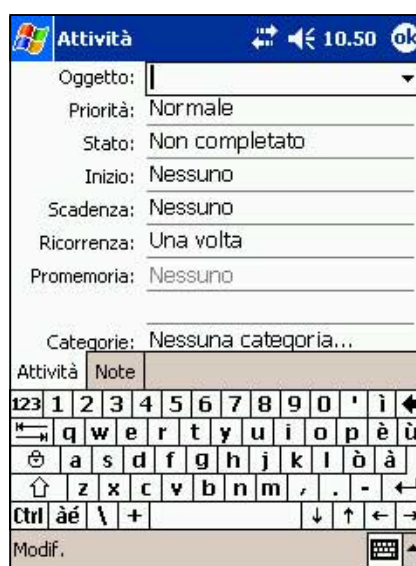 Attività 10.50 ok
Oggetto:
Priorità: Normale
Stato: Non completato
Inizio: Nessuno
Scadenza: Nessuno
Ricorrenza: Una volta
Promemoria: Nessuno
Categorie: Nessuna categoria...
Attività Note
123 1 2 3 4 5 6 7 8 9 0 ' ì
q w e r t y u i o p è ù
a s d f g h j k l ò à
z x c v b n m , . -
Ctrl àé \ +
Modif.